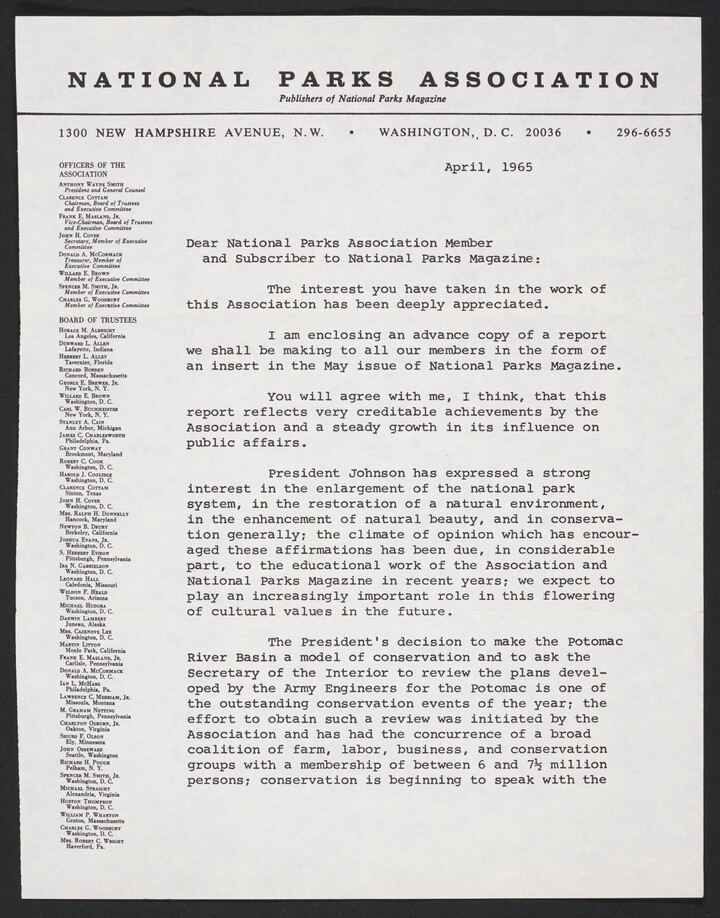 NATIONAL PARKS ASSOCIATION
Publishers of National Parks Magazine
1300 NEW HAMPSHIRE AVENUE, N.W. • WASHINGTON, D. C. 20036 • 296-6655
OFFICERS OF THE
ASSOCIATION
ANTHONY WAYNE SMITH
President and General Counsel
CLARENCE COTTAM
Chairman, Board of Trustees
and Executive Committee
FRANK E. MASLAND, JR.
Vice-Chairman, Board of Trustees
and Executive Committee
JOHN H. COVER
Secretary, Member of Executive
Committee
DONALD A. MCCORMACK
Treasurer, Member of
Executive Committee
WILLARD E. BROWN
Member of Executive Committee
SPENCER M. SMITH, JR.
Member of Executive Committee
CHARLES G. WOODBURY
Member of Executive Committee
BOARD OF TRUSTEES
HORACE M. ALBRIGHT
Los Angeles, California
DURWARD L. ALLEN
Lafayette, Indiana
HERBERT L. ALLEY
Tavernier, Florida
RICHARD BORDEN
Concord, Massachusetts
GEORGE E. BREWER, JR.
New York, N. Y.
WILLARD E. BROWN
Washington, D. C.
CARL W. BUCHHEISTER
New York, N. Y.
STANLEY A. CAIN
Ann Arbor, Michigan
JAMES C. CHARLESWORTH
Philadelphia, Pa.
GRANT CONWAY
Brookmont, Maryland
ROBERT C. COOK
Washington, D. C.
HAROLD J. COOLIDGE
Washington, D. C.
CLARENCE COTTAM
Sinton, Texas
JOHN H. COVER
Washington, D. C.
MRS. RALPH H. DONNELLY
Hancock, Maryland
NEWTON B. DRURY
Berkeley, California
JOSHUA EVANS, JR.
Washington, D. C.
S. HERBERT EVISON
Pittsburgh, Pennsylvania
IRA N. GABRIELSON
Washington, D. C.
LEONARD HALL
Caledonia, Missouri
WELDON F. HEALD
Tucson, Arizona
MICHAEL HUDOBA
Washington, D. C.
DARWIN LAMBERT
Juneau, Alaska
MRS. CAZENOVE LEE
Washington, D. C.
MARTIN LITTON
Menlo Park, California
FRANK E. MASLAND, JR.
Carlisle, Pennsylvania
DONALD A. MCCORMACK
Washington, D. C.
IAN L. MCHARG
Philadelphia, Pa.
LAWRENCE C. MERRIAM, JR.
Missoula, Montana
M. GRAHAM NETTING
Pittsburgh, Pennsylvania
CHARLTON OGBURN, JR.
Oakton, Virginia
SIGURD F. OLSON
Ely, Minnesota
JOHN OSSEWARD
Seattle, Washington
RICHARD H. POUGH
Pelham, N. Y.
SPENCER M. SMITH, JR.
Washington, D. C.
MICHAEL STRAIGHT
Alexandria, Virginia
HUSTON THOMPSON
Washington, D. C.
WILLIAM P. WHARTON
Groton, Massachusetts
CHARLES G. WOODBURY
Washington, D. C.
MRS. ROBERT C. WRIGHT
Haverford, Pa.
April, 1965
Dear National Parks Association Member
and Subscriber to National Parks Magazine:
The interest you have taken in the work of
this Association has been deeply appreciated.
I am enclosing an advance copy of a report
we shall be making to all our members in the form of
an insert in the May issue of National Parks Magazine.
You will agree with me, I think, that this
report reflects very creditable achievements by the
Association and a steady growth in its influence on
public affairs.
President Johnson has expressed a strong
interest in the enlargement of the national park
system, in the restoration of a natural environment,
in the enhancement of natural beauty, and in conserva-
tion generally; the climate of opinion which has encour-
aged these affirmations has been due, in considerable
part, to the educational work of the Association and
National Parks Magazine in recent years; we expect to
play an increasingly important role in this flowering
of cultural values in the future.
The President's decision to make the Potomac
River Basin a model of conservation and to ask the
Secretary of the Interior to review the plans devel-
oped by the Army Engineers for the Potomac is one of
the outstanding conservation events of the year; the
effort to obtain such a review was initiated by the
Association and has had the concurrence of a broad
coalition of farm, labor, business, and conservation
groups with a membership of between 6 and 7½ million
persons; conservation is beginning to speak with the